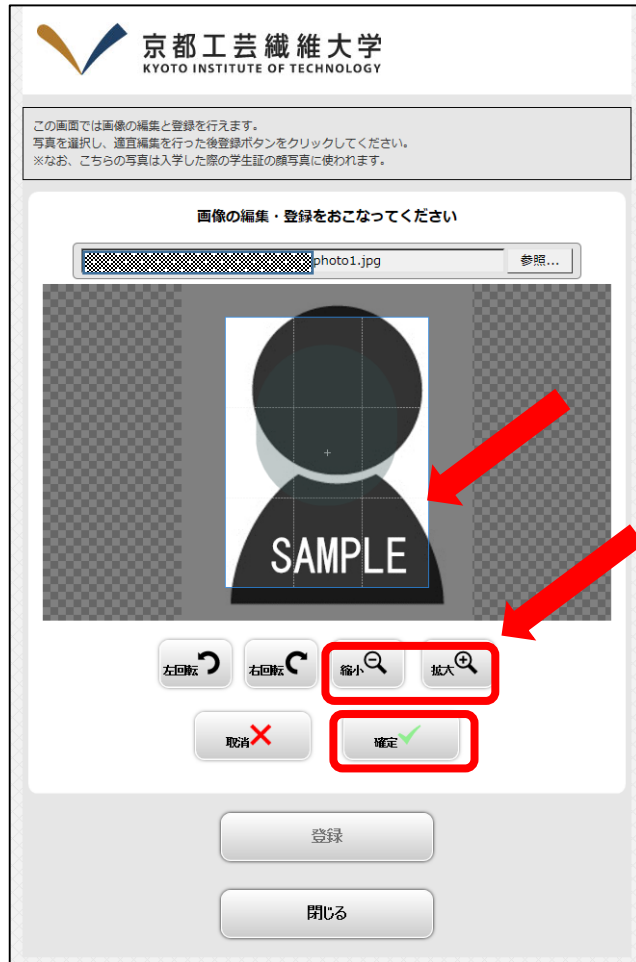 京都工芸繊維大学
KYOTO INSTITUTE OF TECHNOLOGY
この画面では画像の編集と登録を行えます。
写真を選択し、適宜編集を行った後登録ボタンをクリックしてください。
※なお、こちらの写真は入学した際の学生証の顔写真に使われます。
画像の編集・登録をおこなってください
photo1.jpg 参照...
SAMPLE
左回転 右回転 縮小 拡大
取消 確定
登録
閉じる